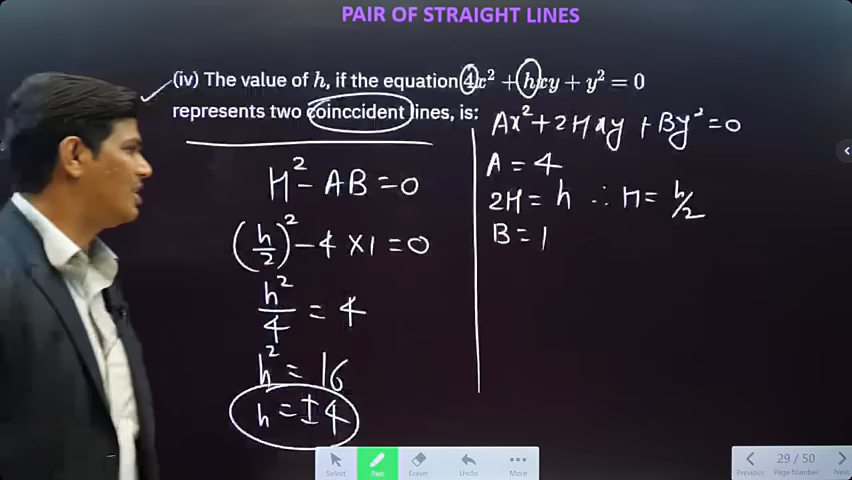 PAIR OF STRAIGHT LINES
(iv) The value of h, if the equation 4x² + hxy + y² = 0
represents two coinccident lines, is:
Ax² + 2Hxy + By² = 0
A = 4
2H = h ∴ H = h/2
B = 1
H² - AB = 0
(h/2)² - 4 × 1 = 0
h²/4 = 4
h² = 16
h = ±4
Select
Pen
Eraser
Undo
More
Previous
29 / 50
Page Number
Next